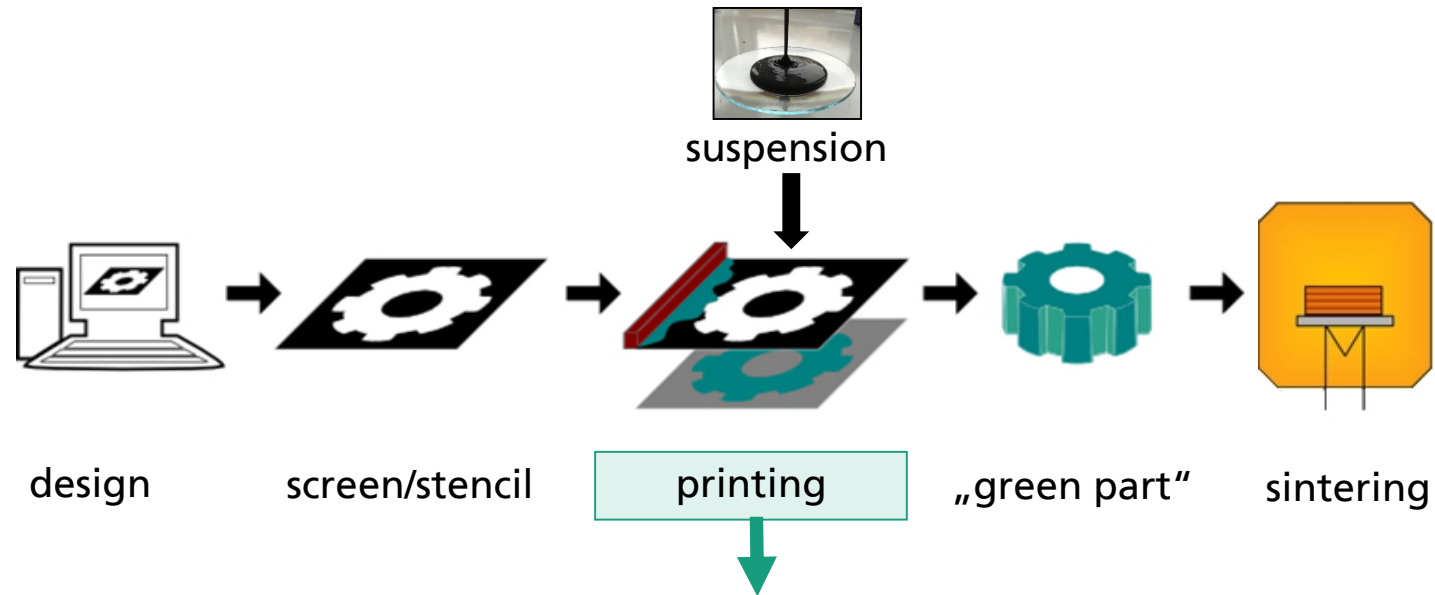 suspension
design
screen/stencil
printing
„green part“
sintering